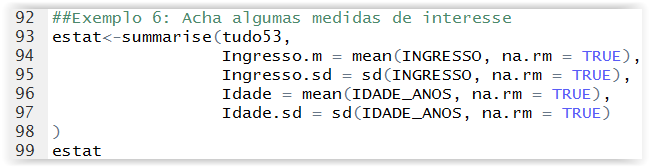 92 ##Exemplo 6: Acha algumas medidas de interesse
93 estat<-summarise(tudo53,
94 Ingresso.m = mean(INGRESSO, na.rm = TRUE),
95 Ingresso.sd = sd(INGRESSO, na.rm = TRUE),
96 Idade = mean(IDADE_ANOS, na.rm = TRUE),
97 Idade.sd = sd(IDADE_ANOS, na.rm = TRUE)
98 )
99 estat